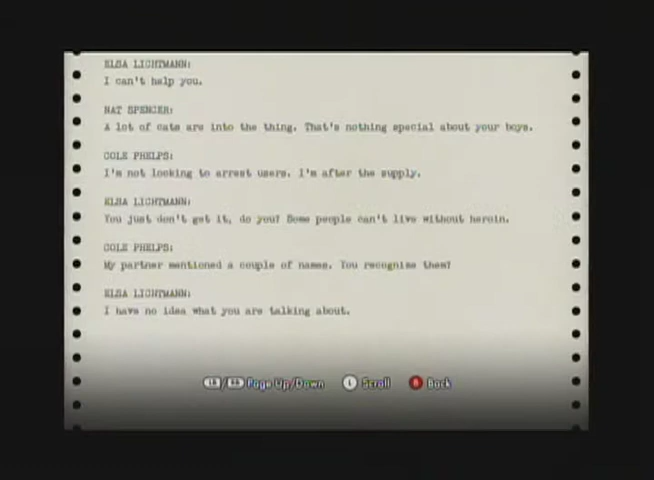 ELSA LICHTMANN:
I can't help you.
NAT SPENCER:
A lot of cats are into the thing. That's nothing special about your boys.
COLE PHELPS:
I'm not looking to arrest users. I'm after the supply.
ELSA LICHTMANN:
You just don't get it, do you? Some people can't live without heroin.
COLE PHELPS:
My partner mentioned a couple of names. You recognise them?
ELSA LICHTMANN:
I have no idea what you are talking about.
LB/RB Page Up/Down L Scroll B Back